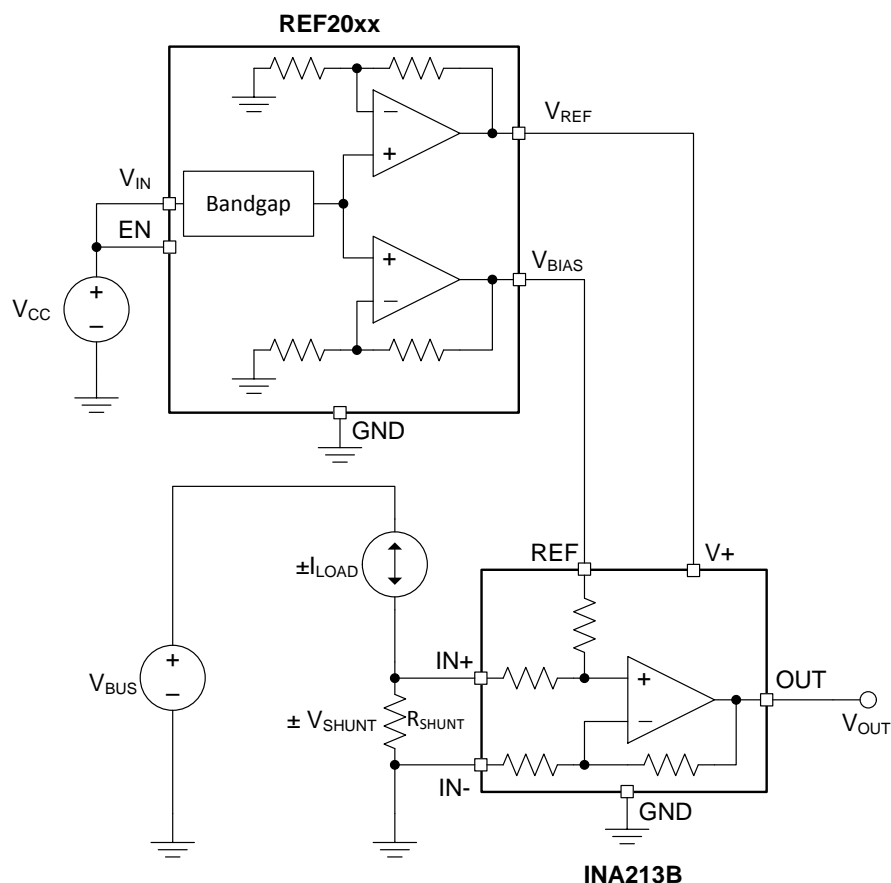 REF20xx
V_REF
−
+
V_IN
Bandgap
EN
+
−
V_BIAS
+
−
V_CC
GND
REF
V+
±I_LOAD
IN+
+
−
V_BUS
± V_SHUNT
R_SHUNT
+
−
OUT
V_OUT
IN-
GND
INA213B